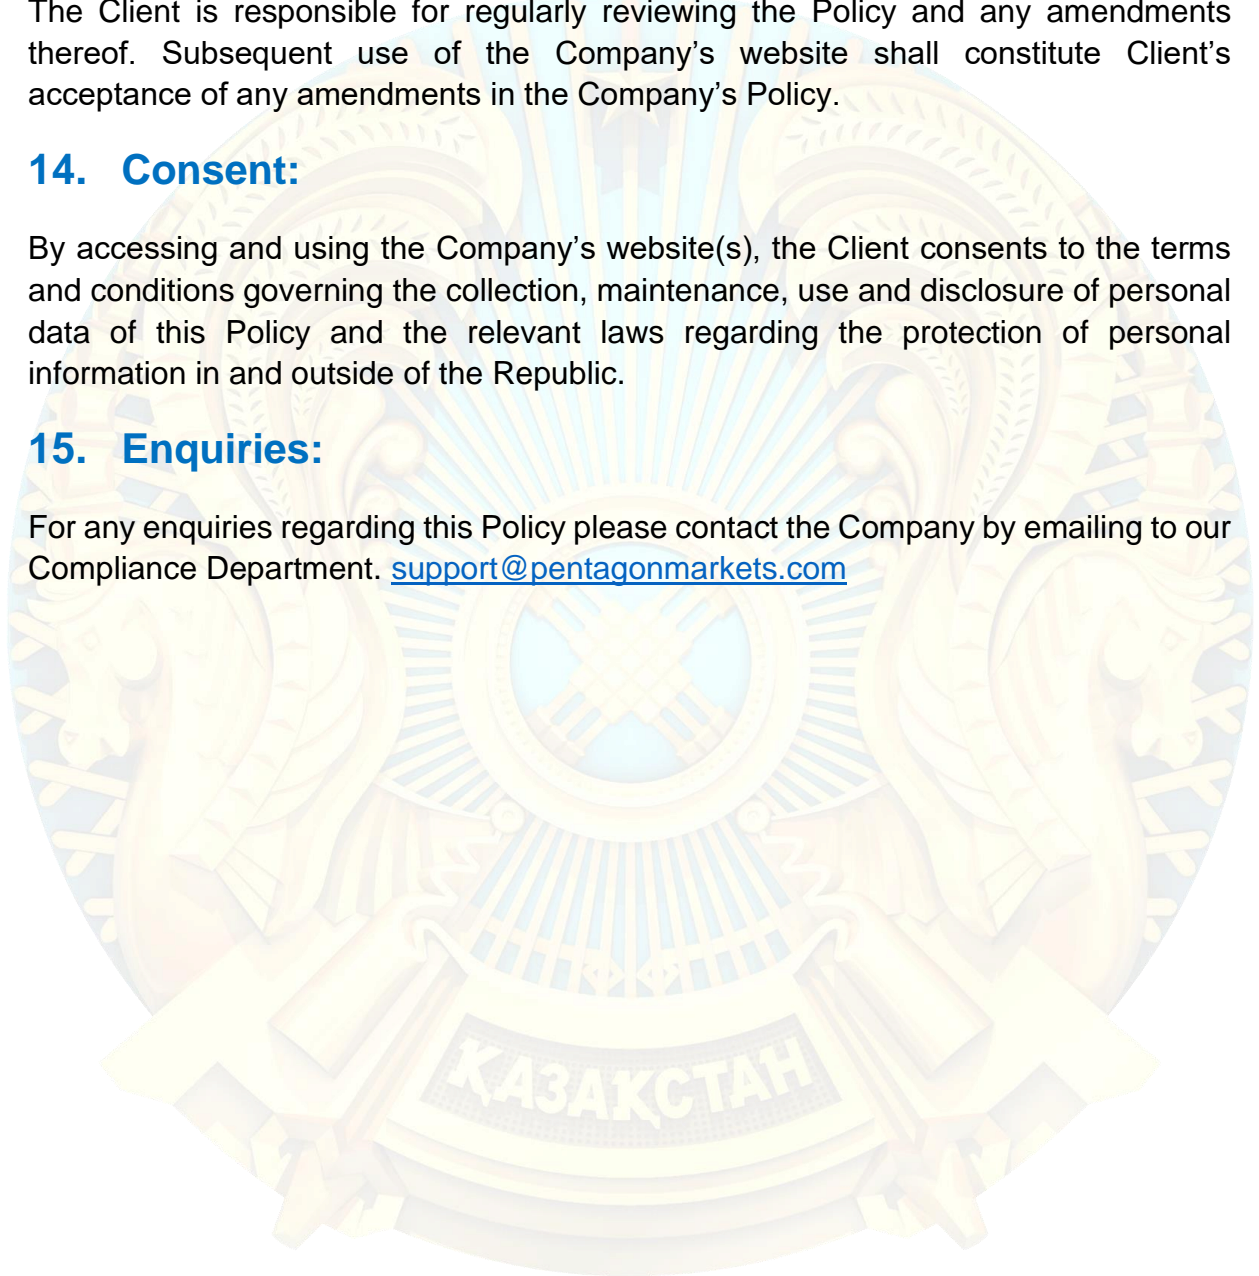 The Client is responsible for regularly reviewing the Policy and any amendments
thereof. Subsequent use of the Company’s website shall constitute Client’s
acceptance of any amendments in the Company’s Policy.
14. Consent:
By accessing and using the Company’s website(s), the Client consents to the terms
and conditions governing the collection, maintenance, use and disclosure of personal
data of this Policy and the relevant laws regarding the protection of personal
information in and outside of the Republic.
15. Enquiries:
For any enquiries regarding this Policy please contact the Company by emailing to our
Compliance Department. support@pentagonmarkets.com
ҚАЗАҚСТАН